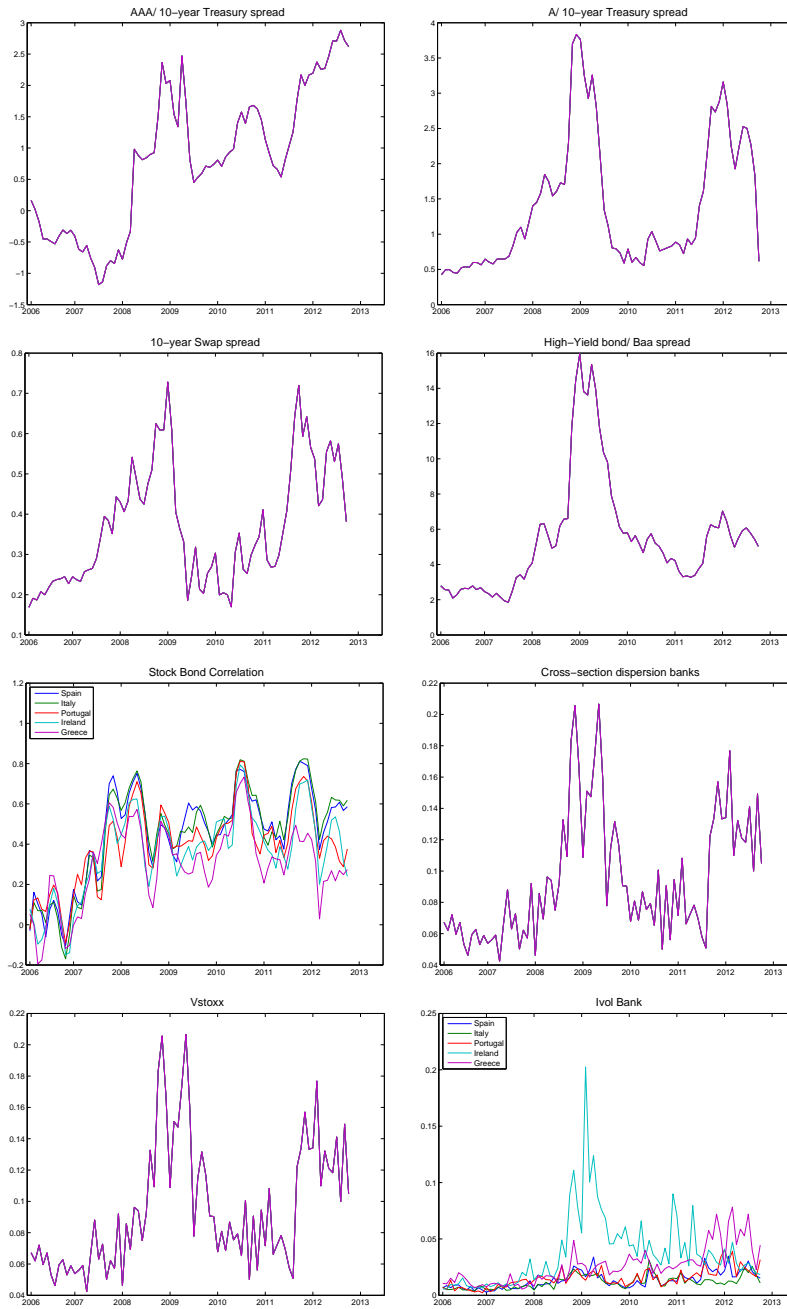 AAA/ 10−year Treasury spread
3
2.5
2
1.5
1
0.5
0
−0.5
−1
−1.5
2006 2007 2008 2009 2010 2011 2012 2013
A/ 10−year Treasury spread
4
3.5
3
2.5
2
1.5
1
0.5
0
2006 2007 2008 2009 2010 2011 2012 2013
10−year Swap spread
0.8
0.7
0.6
0.5
0.4
0.3
0.2
0.1
2006 2007 2008 2009 2010 2011 2012 2013
High−Yield bond/ Baa spread
16
14
12
10
8
6
4
2
0
2006 2007 2008 2009 2010 2011 2012 2013
Stock Bond Correlation
1.2
1
0.8
0.6
0.4
0.2
0
−0.2
Spain
Italy
Portugal
Ireland
Greece
2006 2007 2008 2009 2010 2011 2012 2013
Cross−section dispersion banks
0.22
0.2
0.18
0.16
0.14
0.12
0.1
0.08
0.06
0.04
2006 2007 2008 2009 2010 2011 2012 2013
Vstoxx
0.22
0.2
0.18
0.16
0.14
0.12
0.1
0.08
0.06
0.04
2006 2007 2008 2009 2010 2011 2012 2013
Ivol Bank
0.25
0.2
0.15
0.1
0.05
0
Spain
Italy
Portugal
Ireland
Greece
2006 2007 2008 2009 2010 2011 2012 2013